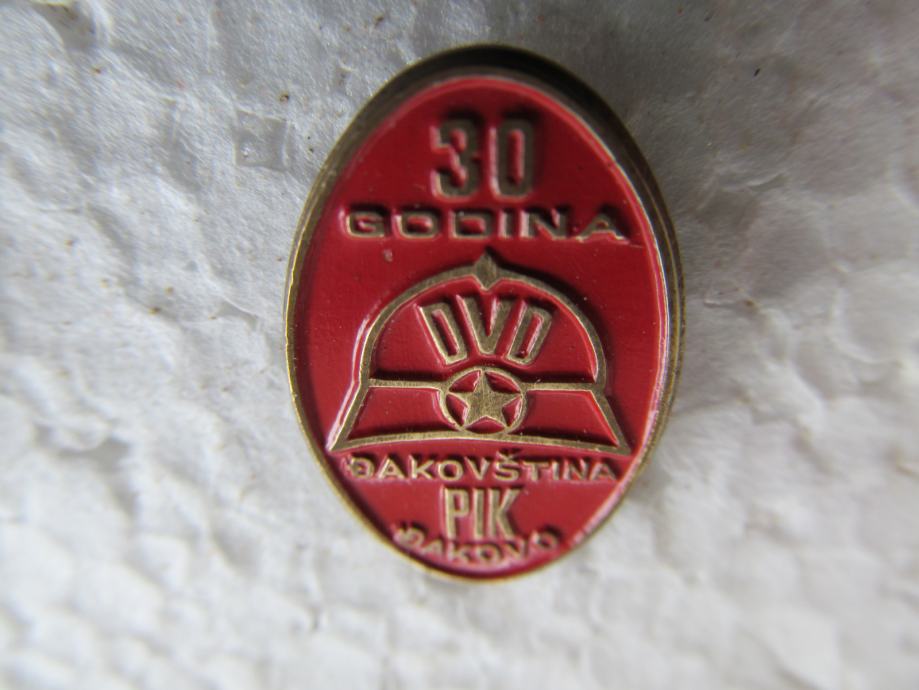 30
GODINA
DVD
ĐAKOVŠTINA
PIK
ĐAKOVO